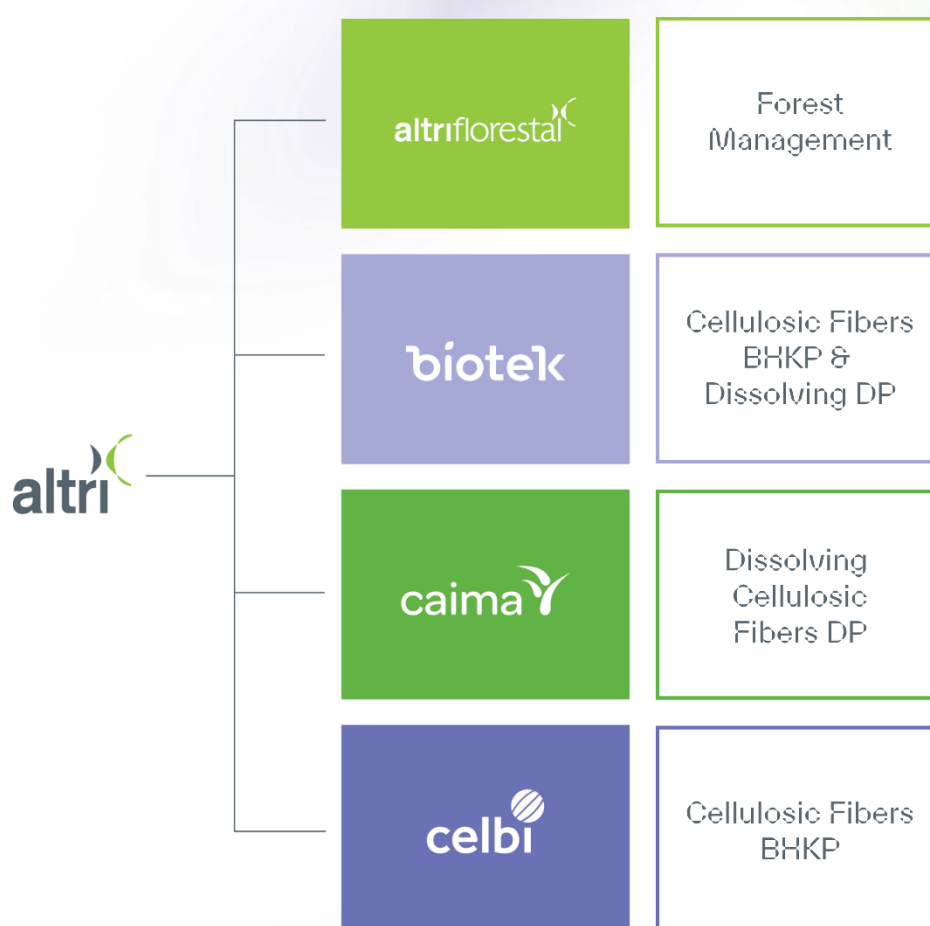 altri
altriflorestal
Forest
Management
biotek
Cellulosic Fibers
BHKP &
Dissolving DP
caima
Dissolving
Cellulosic
Fibers DP
celbi
Cellulosic Fibers
BHKP